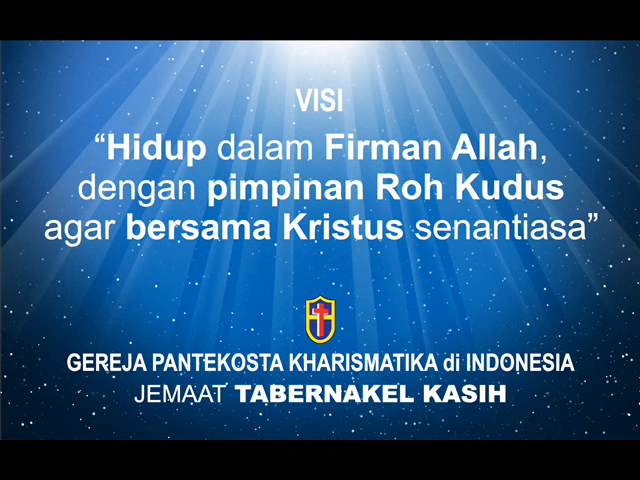 VISI
“Hidup dalam Firman Allah,
dengan pimpinan Roh Kudus
agar bersama Kristus senantiasa”
GEREJA PANTEKOSTA KHARISMATIKA di INDONESIA
JEMAAT TABERNAKEL KASIH